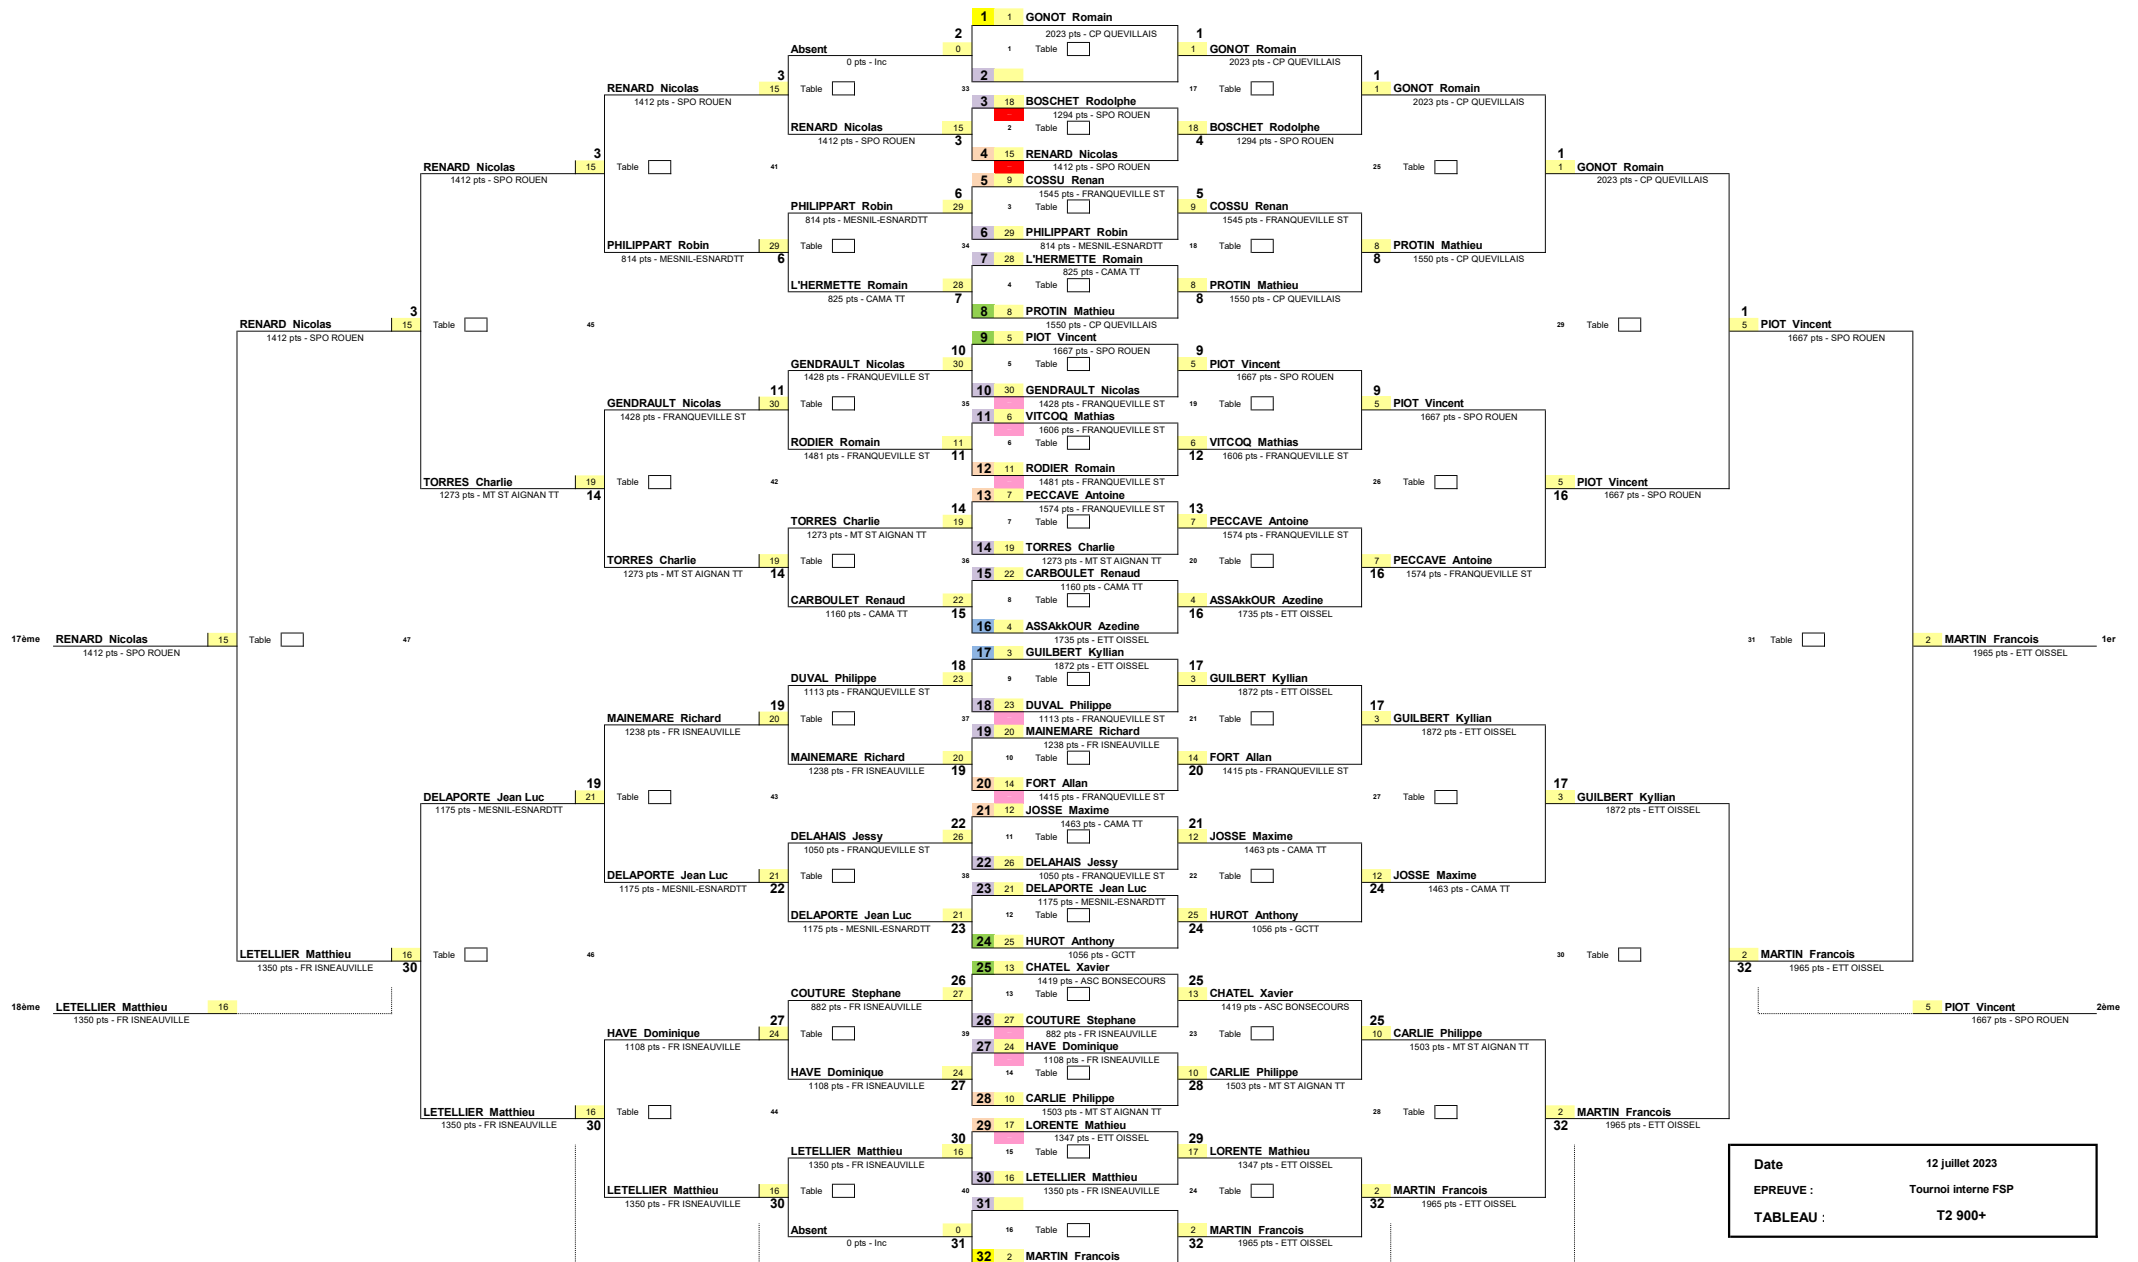 1 1 GONOT Romain
2 2023 pts - CP QUEVILLAIS 1
Absent 0 1 Table 1 GONOT Romain
0 pts - Inc 2023 pts - CP QUEVILLAIS
3 2 1
RENARD Nicolas 15 Table 33 17 Table 1 GONOT Romain
1412 pts - SPO ROUEN 3 18 BOSCHET Rodolphe 2023 pts - CP QUEVILLAIS
1294 pts - SPO ROUEN
RENARD Nicolas 15 2 Table 18 BOSCHET Rodolphe
1412 pts - SPO ROUEN 3 4 1294 pts - SPO ROUEN
3 4 15 RENARD Nicolas 1
RENARD Nicolas 15 Table 41 1412 pts - SPO ROUEN 25 Table 1 GONOT Romain
1412 pts - SPO ROUEN 5 9 COSSU Renan 2023 pts - CP QUEVILLAIS
6 1545 pts - FRANQUEVILLE ST 5
PHILIPPART Robin 29 3 Table 9 COSSU Renan
814 pts - MESNIL-ESNARDTT 1545 pts - FRANQUEVILLE ST
6 29 PHILIPPART Robin
PHILIPPART Robin 29 Table 34 814 pts - MESNIL-ESNARDTT 18 Table 8 PROTIN Mathieu
814 pts - MESNIL-ESNARDTT 6 7 28 L'HERMETTE Romain 8 1550 pts - CP QUEVILLAIS
825 pts - CAMA TT
L'HERMETTE Romain 28 4 Table 8 PROTIN Mathieu
825 pts - CAMA TT 7 8 1550 pts - CP QUEVILLAIS
3 8 8 PROTIN Mathieu 1
RENARD Nicolas 15 Table 45 1550 pts - CP QUEVILLAIS 29 Table 5 PIOT Vincent
1412 pts - SPO ROUEN 9 5 PIOT Vincent 1667 pts - SPO ROUEN
10 1667 pts - SPO ROUEN 9
GENDRAULT Nicolas 30 5 Table 5 PIOT Vincent
1428 pts - FRANQUEVILLE ST 1667 pts - SPO ROUEN
11 10 30 GENDRAULT Nicolas 9
GENDRAULT Nicolas 30 Table 35 1428 pts - FRANQUEVILLE ST 19 Table 5 PIOT Vincent
1428 pts - FRANQUEVILLE ST 11 6 VITCOQ Mathias 1667 pts - SPO ROUEN
1606 pts - FRANQUEVILLE ST
RODIER Romain 11 6 Table 6 VITCOQ Mathias
1481 pts - FRANQUEVILLE ST 11 12 1606 pts - FRANQUEVILLE ST
12 11 RODIER Romain
TORRES Charlie 19 Table 42 1481 pts - FRANQUEVILLE ST 26 Table 5 PIOT Vincent
1273 pts - MT ST AIGNAN TT 14 13 7 PECCAVE Antoine 16 1667 pts - SPO ROUEN
14 1574 pts - FRANQUEVILLE ST 13
TORRES Charlie 19 7 Table 7 PECCAVE Antoine
1273 pts - MT ST AIGNAN TT 1574 pts - FRANQUEVILLE ST
14 19 TORRES Charlie
TORRES Charlie 19 Table 36 1273 pts - MT ST AIGNAN TT 20 Table 7 PECCAVE Antoine
1273 pts - MT ST AIGNAN TT 14 15 22 CARBOULET Renaud 16 1574 pts - FRANQUEVILLE ST
1160 pts - CAMA TT
CARBOULET Renaud 22 8 Table 4 ASSAkkOUR Azedine
1160 pts - CAMA TT 15 16 1735 pts - ETT OISSEL
16 4 ASSAkkOUR Azedine
17ème RENARD Nicolas 15 Table 47 1735 pts - ETT OISSEL 31 Table 2 MARTIN Francois 1er
1412 pts - SPO ROUEN 17 3 GUILBERT Kyllian 1965 pts - ETT OISSEL
18 1872 pts - ETT OISSEL 17
DUVAL Philippe 23 9 Table 3 GUILBERT Kyllian
1113 pts - FRANQUEVILLE ST 1872 pts - ETT OISSEL
19 18 23 DUVAL Philippe 17
MAINEMARE Richard 20 Table 37 1113 pts - FRANQUEVILLE ST 21 Table 3 GUILBERT Kyllian
1238 pts - FR ISNEAUVILLE 19 20 MAINEMARE Richard 1872 pts - ETT OISSEL
1238 pts - FR ISNEAUVILLE
MAINEMARE Richard 20 10 Table 14 FORT Allan
1238 pts - FR ISNEAUVILLE 19 20 1415 pts - FRANQUEVILLE ST
19 20 14 FORT Allan 17
DELAPORTE Jean Luc 21 Table 43 1415 pts - FRANQUEVILLE ST 27 Table 3 GUILBERT Kyllian
1175 pts - MESNIL-ESNARDTT 21 12 JOSSE Maxime 1872 pts - ETT OISSEL
22 1463 pts - CAMA TT 21
DELAHAIS Jessy 26 11 Table 12 JOSSE Maxime
1050 pts - FRANQUEVILLE ST 1463 pts - CAMA TT
22 26 DELAHAIS Jessy
DELAPORTE Jean Luc 21 Table 38 1050 pts - FRANQUEVILLE ST 22 Table 12 JOSSE Maxime
1175 pts - MESNIL-ESNARDTT 22 23 21 DELAPORTE Jean Luc 24 1463 pts - CAMA TT
1175 pts - MESNIL-ESNARDTT
DELAPORTE Jean Luc 21 12 Table 25 HUROT Anthony
1175 pts - MESNIL-ESNARDTT 23 24 1056 pts - GCTT
24 25 HUROT Anthony
LETELLIER Matthieu 16 Table 46 1056 pts - GCTT 30 Table 2 MARTIN Francois
1350 pts - FR ISNEAUVILLE 30 25 13 CHATEL Xavier 32 1965 pts - ETT OISSEL
26 1419 pts - ASC BONSECOURS 25
COUTURE Stephane 27 13 Table 13 CHATEL Xavier
18ème LETELLIER Matthieu 16 882 pts - FR ISNEAUVILLE 1419 pts - ASC BONSECOURS 5 PIOT Vincent 2ème
1350 pts - FR ISNEAUVILLE 27 26 27 COUTURE Stephane 25 1667 pts - SPO ROUEN
HAVE Dominique 24 Table 39 882 pts - FR ISNEAUVILLE 23 Table 10 CARLIE Philippe
1108 pts - FR ISNEAUVILLE 27 24 HAVE Dominique 1503 pts - MT ST AIGNAN TT
1108 pts - FR ISNEAUVILLE
HAVE Dominique 24 14 Table 10 CARLIE Philippe
1108 pts - FR ISNEAUVILLE 27 28 1503 pts - MT ST AIGNAN TT
28 10 CARLIE Philippe
LETELLIER Matthieu 16 Table 44 1503 pts - MT ST AIGNAN TT 28 Table 2 MARTIN Francois
1350 pts - FR ISNEAUVILLE 30 29 17 LORENTE Mathieu 32 1965 pts - ETT OISSEL
30 1347 pts - ETT OISSEL 29
LETELLIER Matthieu 16 15 Table 17 LORENTE Mathieu
1350 pts - FR ISNEAUVILLE 1347 pts - ETT OISSEL
Date 12 juillet 2023
30 16 LETELLIER Matthieu
LETELLIER Matthieu 16 Table 40 1350 pts - FR ISNEAUVILLE 24 Table 2 MARTIN Francois
EPREUVE : Tournoi interne FSP
1350 pts - FR ISNEAUVILLE 30 31 32 1965 pts - ETT OISSEL
TABLEAU : T2 900+
Absent 0 16 Table 2 MARTIN Francois
0 pts - Inc 31 32 1965 pts - ETT OISSEL
32 2 MARTIN Francois